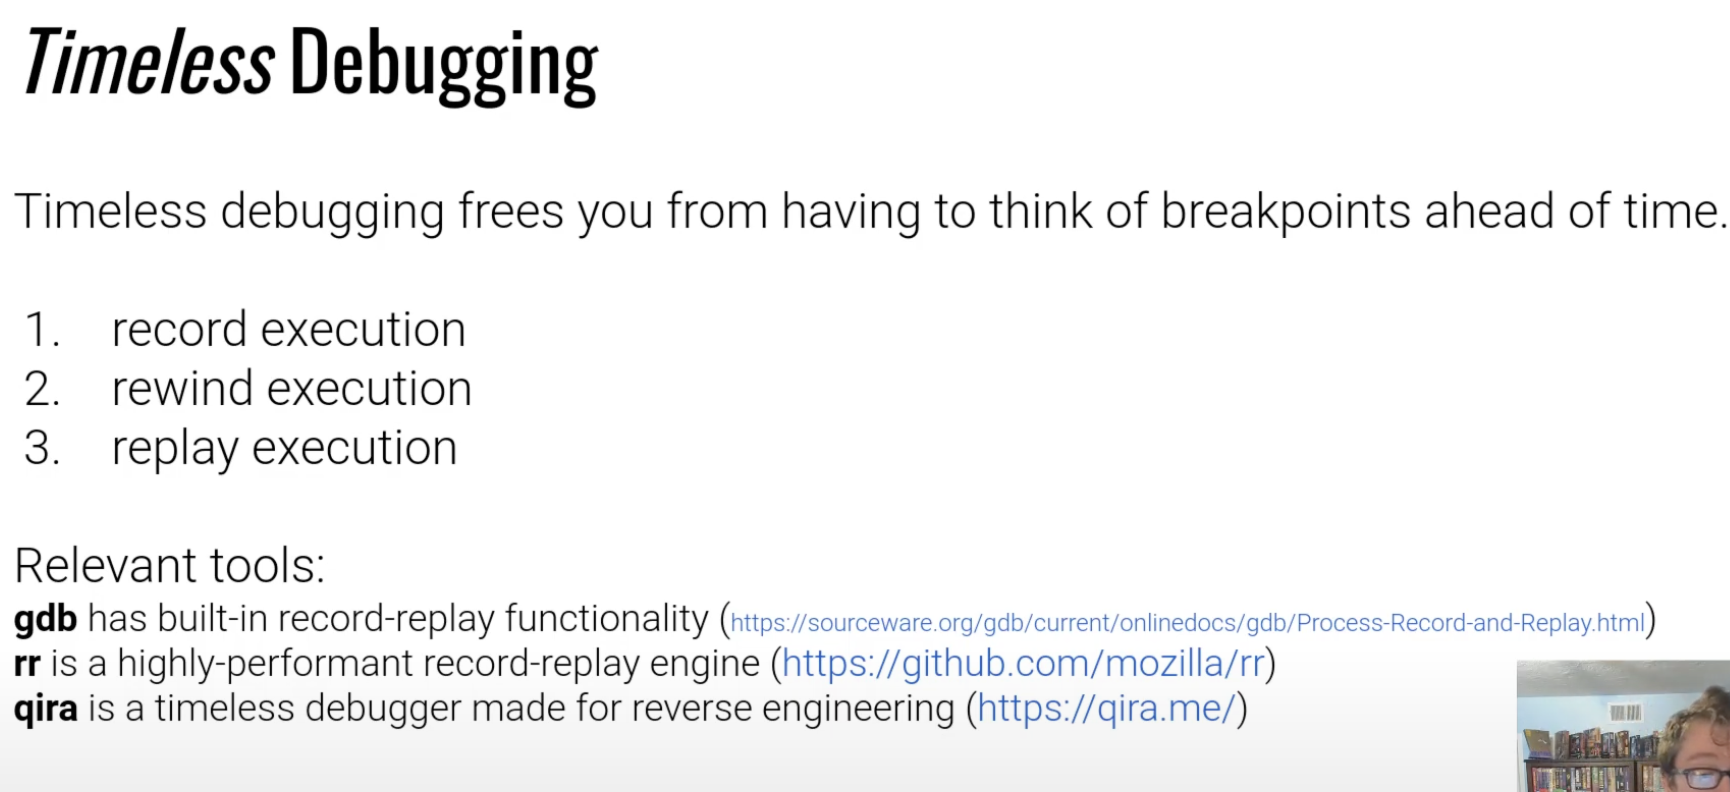 Timeless Debugging
Timeless debugging frees you from having to think of breakpoints ahead of time.
1. record execution
2. rewind execution
3. replay execution
Relevant tools:
gdb has built-in record-replay functionality (https://sourceware.org/gdb/current/onlinedocs/gdb/Process-Record-and-Replay.html)
rr is a highly-performant record-replay engine (https://github.com/mozilla/rr)
qira is a timeless debugger made for reverse engineering (https://qira.me/)